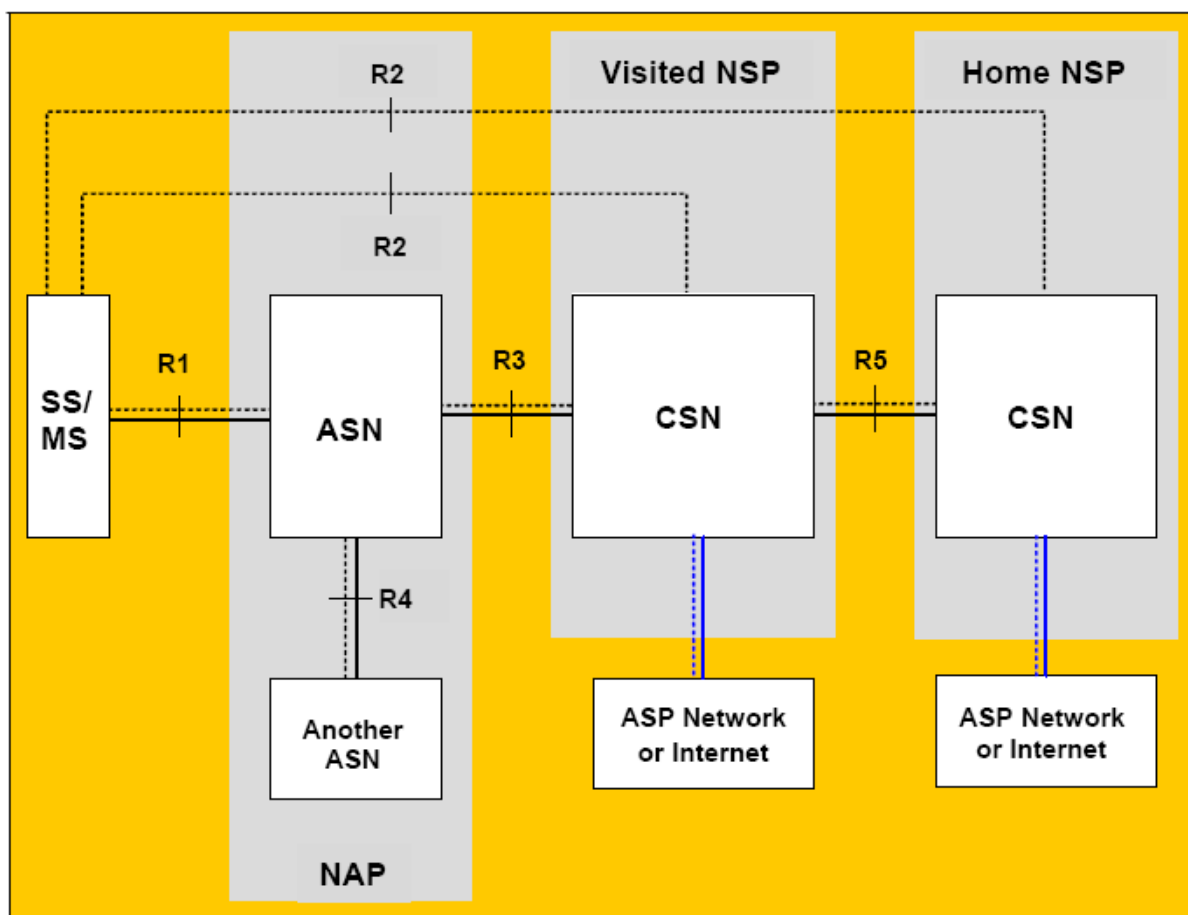 R2
Visited NSP
Home NSP
R2
R1
R3
R5
SS/
MS
ASN
CSN
CSN
R4
Another
ASN
ASP Network
or Internet
ASP Network
or Internet
NAP